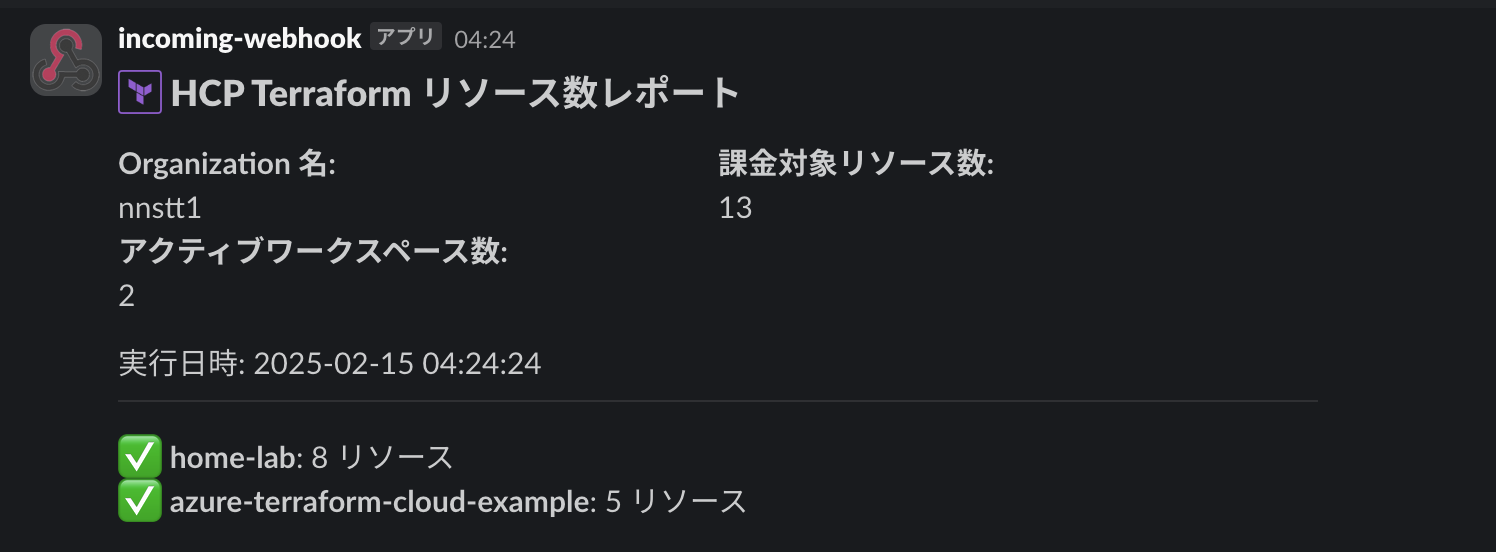 incoming-webhook アプリ 04:24
HCP Terraform リソース数レポート
Organization 名:
nnstt1
課金対象リソース数:
13
アクティブワークスペース数:
2
実行日時: 2025-02-15 04:24:24
✅ home-lab: 8 リソース
✅ azure-terraform-cloud-example: 5 リソース